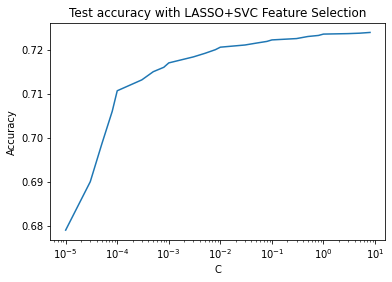 Test accuracy with LASSO+SVC Feature Selection
Accuracy
0.72
0.71
0.70
0.69
0.68
10⁻⁵ 10⁻⁴ 10⁻³ 10⁻² 10⁻¹ 10⁰ 10¹
C